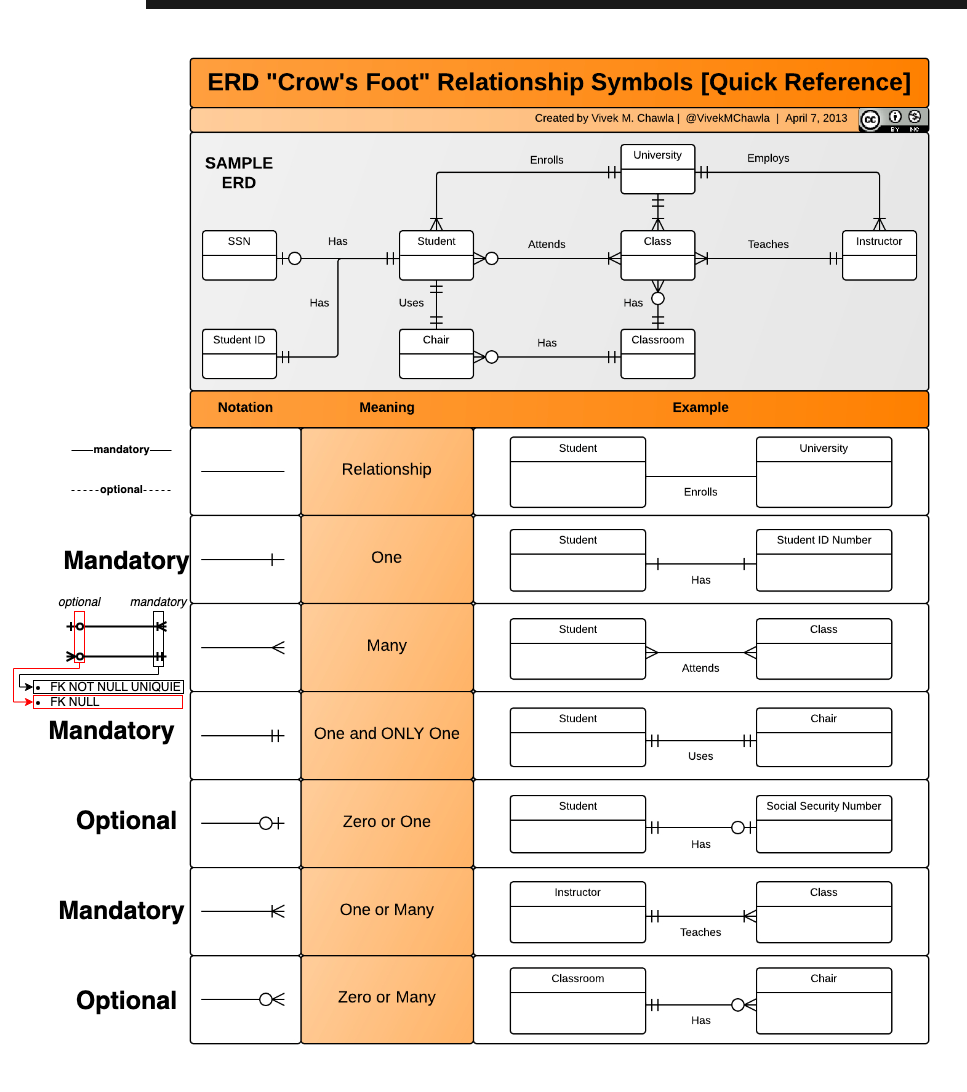 ERD "Crow's Foot" Relationship Symbols [Quick Reference]
Created by Vivek M. Chawla | @VivekMChawla | April 7, 2013
cc
BY NC
SAMPLE
ERD
University
Enrolls
Employs
SSN
Has
Student
Attends
Class
Teaches
Instructor
Has
Uses
Has
Student ID
Chair
Has
Classroom
Notation
Meaning
Example
mandatory
optional
Relationship
Student
University
Enrolls
Mandatory
One
Student
Student ID Number
Has
optional
mandatory
FK NOT NULL UNIQUIE
FK NULL
Many
Student
Class
Attends
Mandatory
One and ONLY One
Student
Chair
Uses
Optional
Zero or One
Student
Social Security Number
Has
Mandatory
One or Many
Instructor
Class
Teaches
Optional
Zero or Many
Classroom
Chair
Has